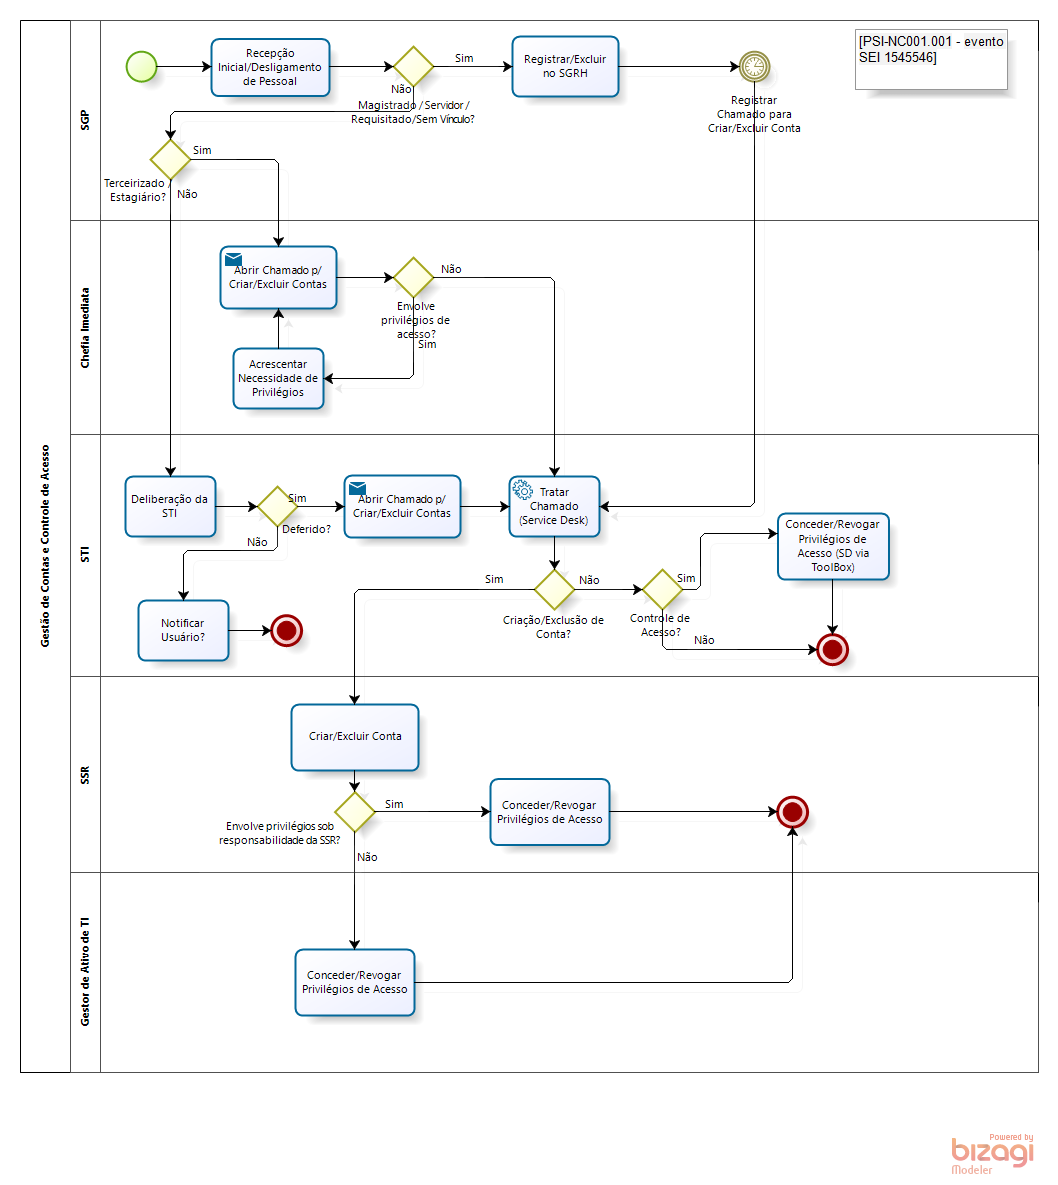 Gestão de Contas e Controle de Acesso
SGP
Recepção
Inicial/Desligamento
de Pessoal
Sim
Não
Magistrado / Servidor /
Requisitado/Sem Vínculo?
Registrar/Excluir
no SGRH
Registrar
Chamado para
Criar/Excluir Conta
[PSI-NC001.001 - evento
SEI 1545546]
Sim
Terceirizado /
Estagiário?
Não
Chefia Imediata
Abrir Chamado p/
Criar/Excluir Contas
Não
Envolve
privilégios de
acesso?
Sim
Acrescentar
Necessidade de
Privilégios
STI
Deliberação da
STI
Sim
Deferido?
Não
Abrir Chamado p/
Criar/Excluir Contas
Tratar
Chamado
(Service Desk)
Conceder/Revogar
Privilégios de
Acesso (SD via
ToolBox)
Notificar
Usuário?
Sim
Não
Criação/Exclusão de
Conta?
Sim
Controle de
Acesso?
Não
SSR
Criar/Excluir Conta
Sim
Envolve privilégios sob
responsabilidade da SSR?
Não
Conceder/Revogar
Privilégios de Acesso
Gestor de Ativo de TI
Conceder/Revogar
Privilégios de Acesso
Powered by
bizagi
Modeler